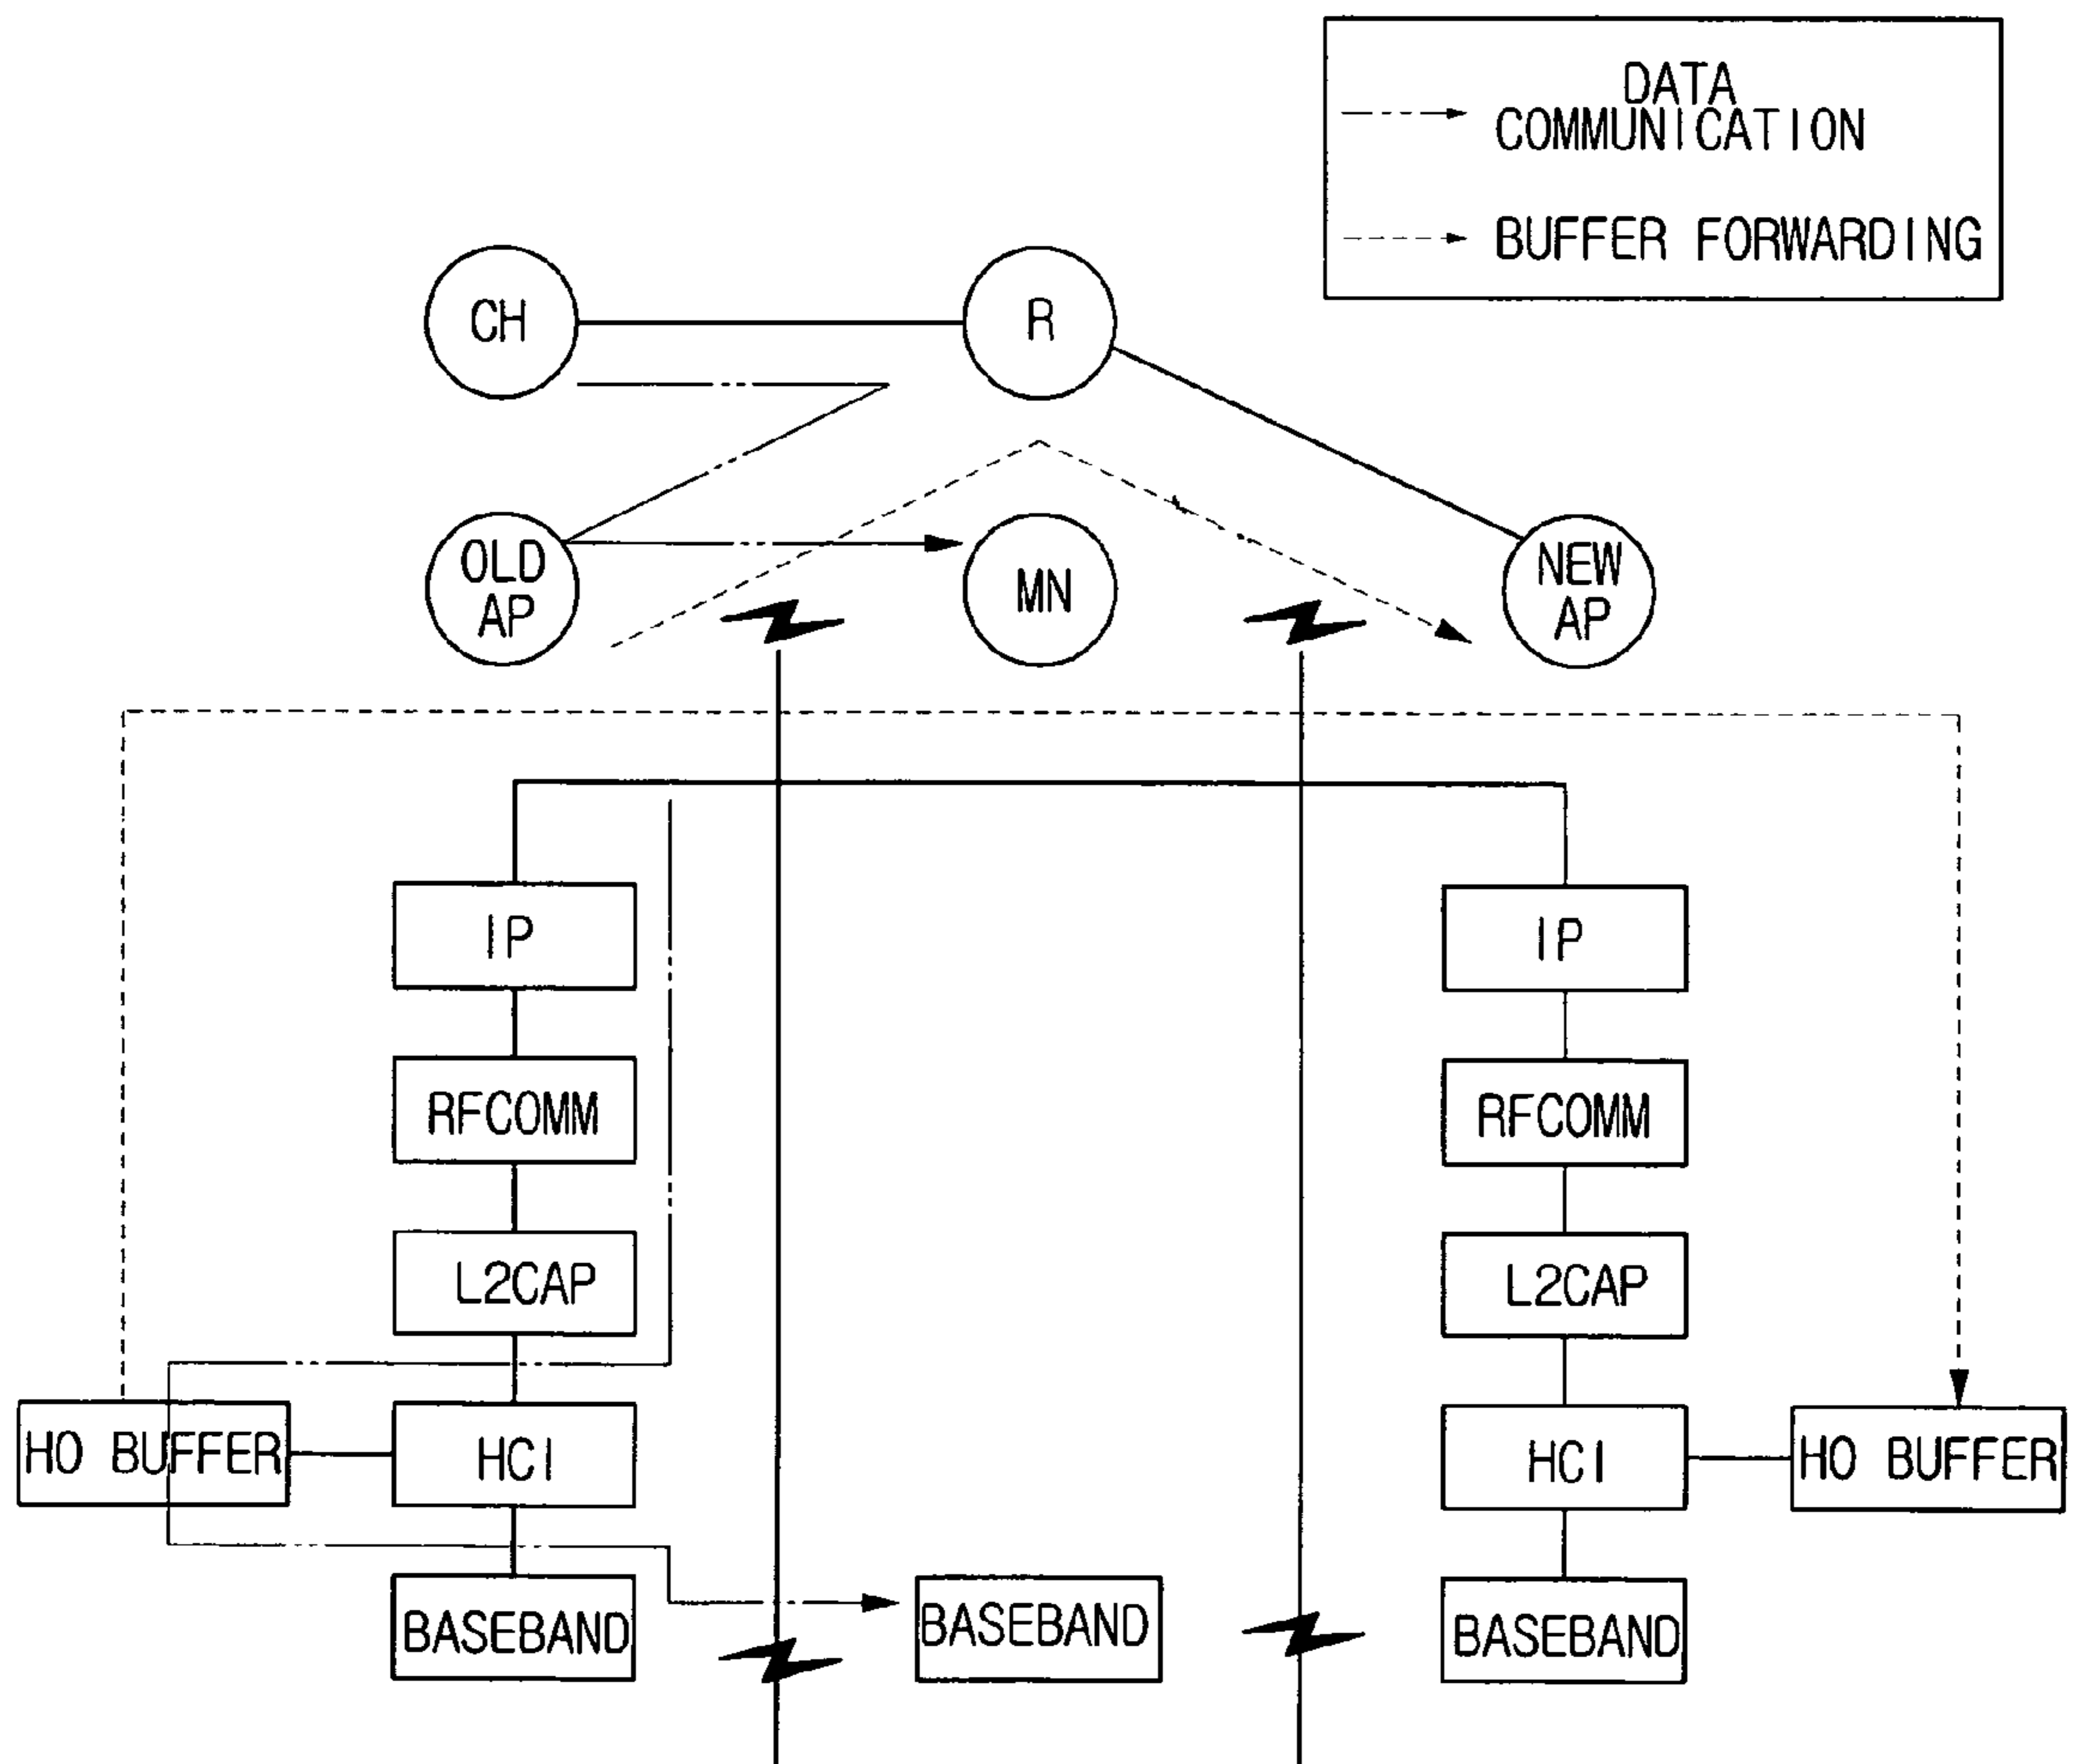 DATA
COMMUNICATION
BUFFER FORWARDING
CH
R
OLD
AP
MN
NEW
AP
IP
IP
RFCOMM
RFCOMM
L2CAP
L2CAP
HO BUFFER
HCI
HCI
HO BUFFER
BASEBAND
BASEBAND
BASEBAND